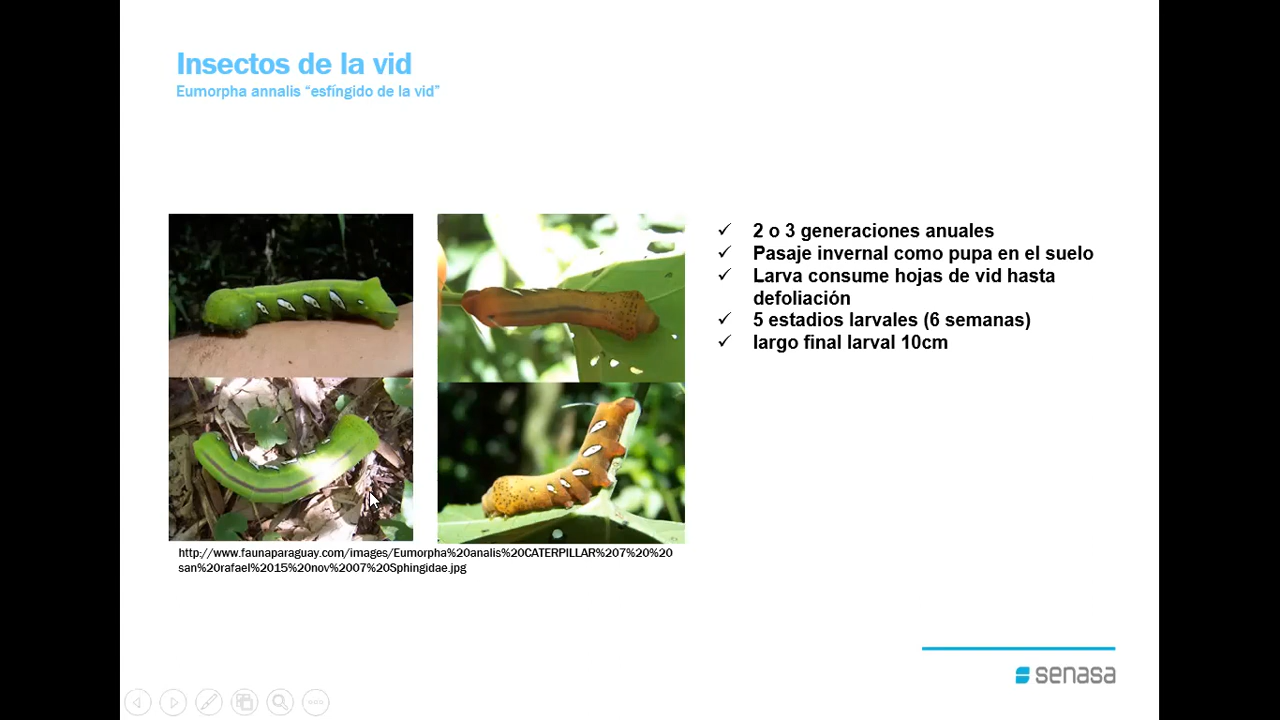 Insectos de la vid
Eumorpha annalis “esfíngido de la vid”
2 o 3 generaciones anuales
Pasaje invernal como pupa en el suelo
Larva consume hojas de vid hasta
defoliación
5 estadios larvales (6 semanas)
largo final larval 10cm
http://www.faunaparaguay.com/images/Eumorpha%20analis%20CATERPILLAR%207%20%20
san%20rafael%2015%20nov%2007%20Sphingidae.jpg
senasa